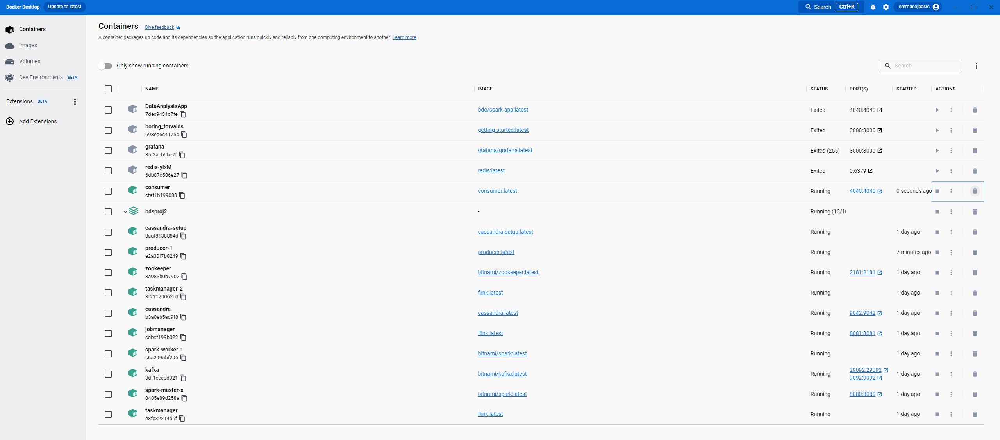 Docker Desktop Update to latest Search Ctrl+K emmacojbasic
Containers
Images
Volumes
Dev Environments BETA
Extensions BETA
Add Extensions
Containers Give feedback
A container packages up code and its dependencies so the application runs quickly and reliably from one computing environment to another. Learn more
Only show running containers Search
NAME IMAGE STATUS PORT(S) STARTED ACTIONS
DataAnalysisApp
7dec9431c7fe bde/spark-app:latest Exited 4040:4040
boring_torvalds
698ea6c4175b getting-started:latest Exited 3000:3000
grafana
85f3acb9be2f grafana/grafana:latest Exited (255) 3000:3000
redis-yIxM
6db87c506e27 redis:latest Exited 0:6379
consumer
cfaf1b199088 consumer:latest Running 4040:4040 0 seconds ago
bdsproj2 - Running (10/1
cassandra-setup
8aaf8138884d cassandra-setup:latest Running 1 day ago
producer-1
e2a30f7b8249 producer:latest Running 7 minutes ago
zookeeper
3a983b0b7902 bitnami/zookeeper:latest Running 2181:2181 1 day ago
taskmanager-2
3f21120062e0 flink:latest Running 1 day ago
cassandra
b3a0e65ad9f8 cassandra:latest Running 9042:9042 1 day ago
jobmanager
cdbcf199b022 flink:latest Running 8081:8081 1 day ago
spark-worker-1
c6a2995bf295 bitnami/spark:latest Running 1 day ago
kafka 29092:29092
3df1cccbd021 bitnami/kafka:latest Running 9092:9092 1 day ago
spark-master-x
8485e89d258a bitnami/spark:latest Running 8080:8080 1 day ago
taskmanager
e8fc32214b6f flink:latest Running 1 day ago